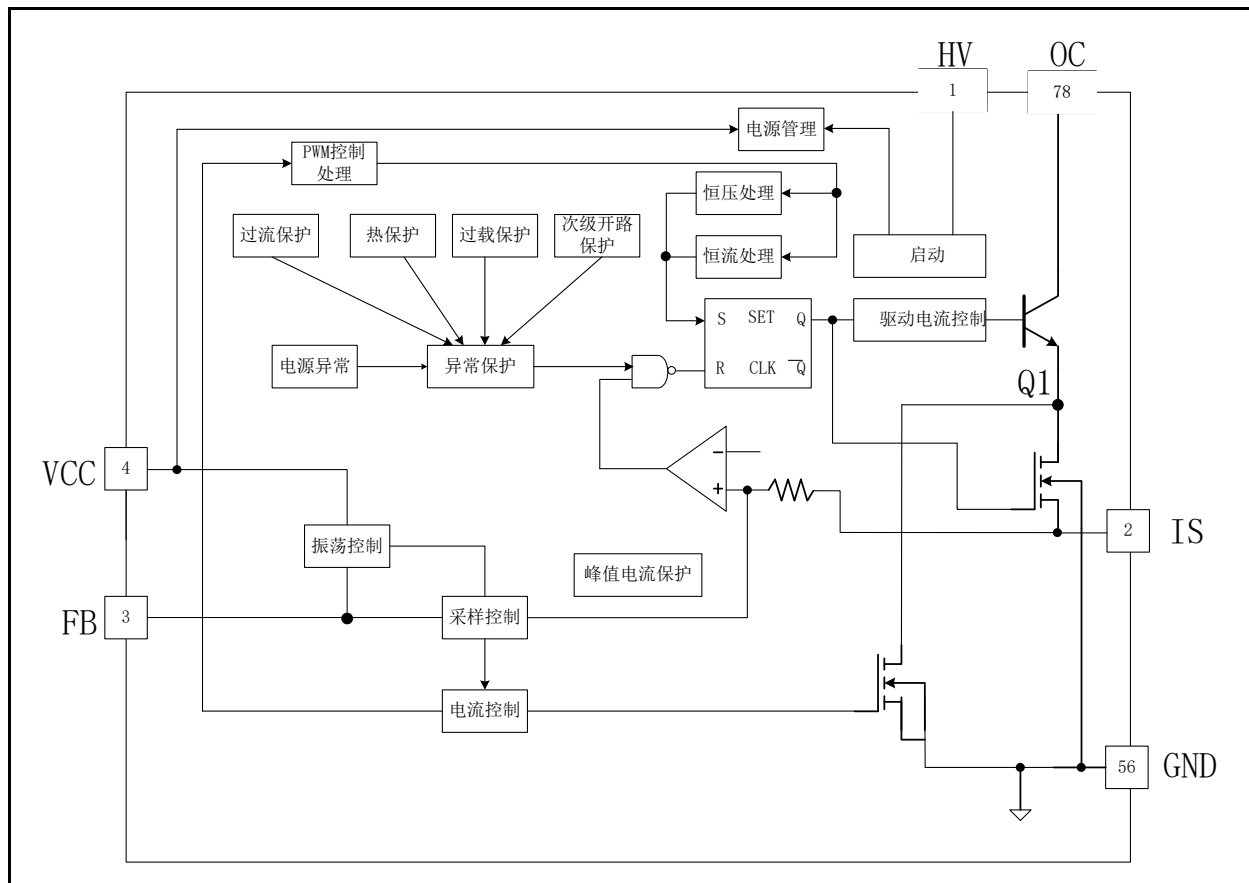 HV
OC
1
78
电源管理
PWM控制
处理
恒压处理
过流保护
热保护
过载保护
次级开路
保护
恒流处理
启动
S
SET
Q
驱动电流控制
电源异常
异常保护
R
CLK
Q
Q1
VCC
4
-
+
2
IS
振荡控制
峰值电流保护
FB
3
采样控制
电流控制
56
GND